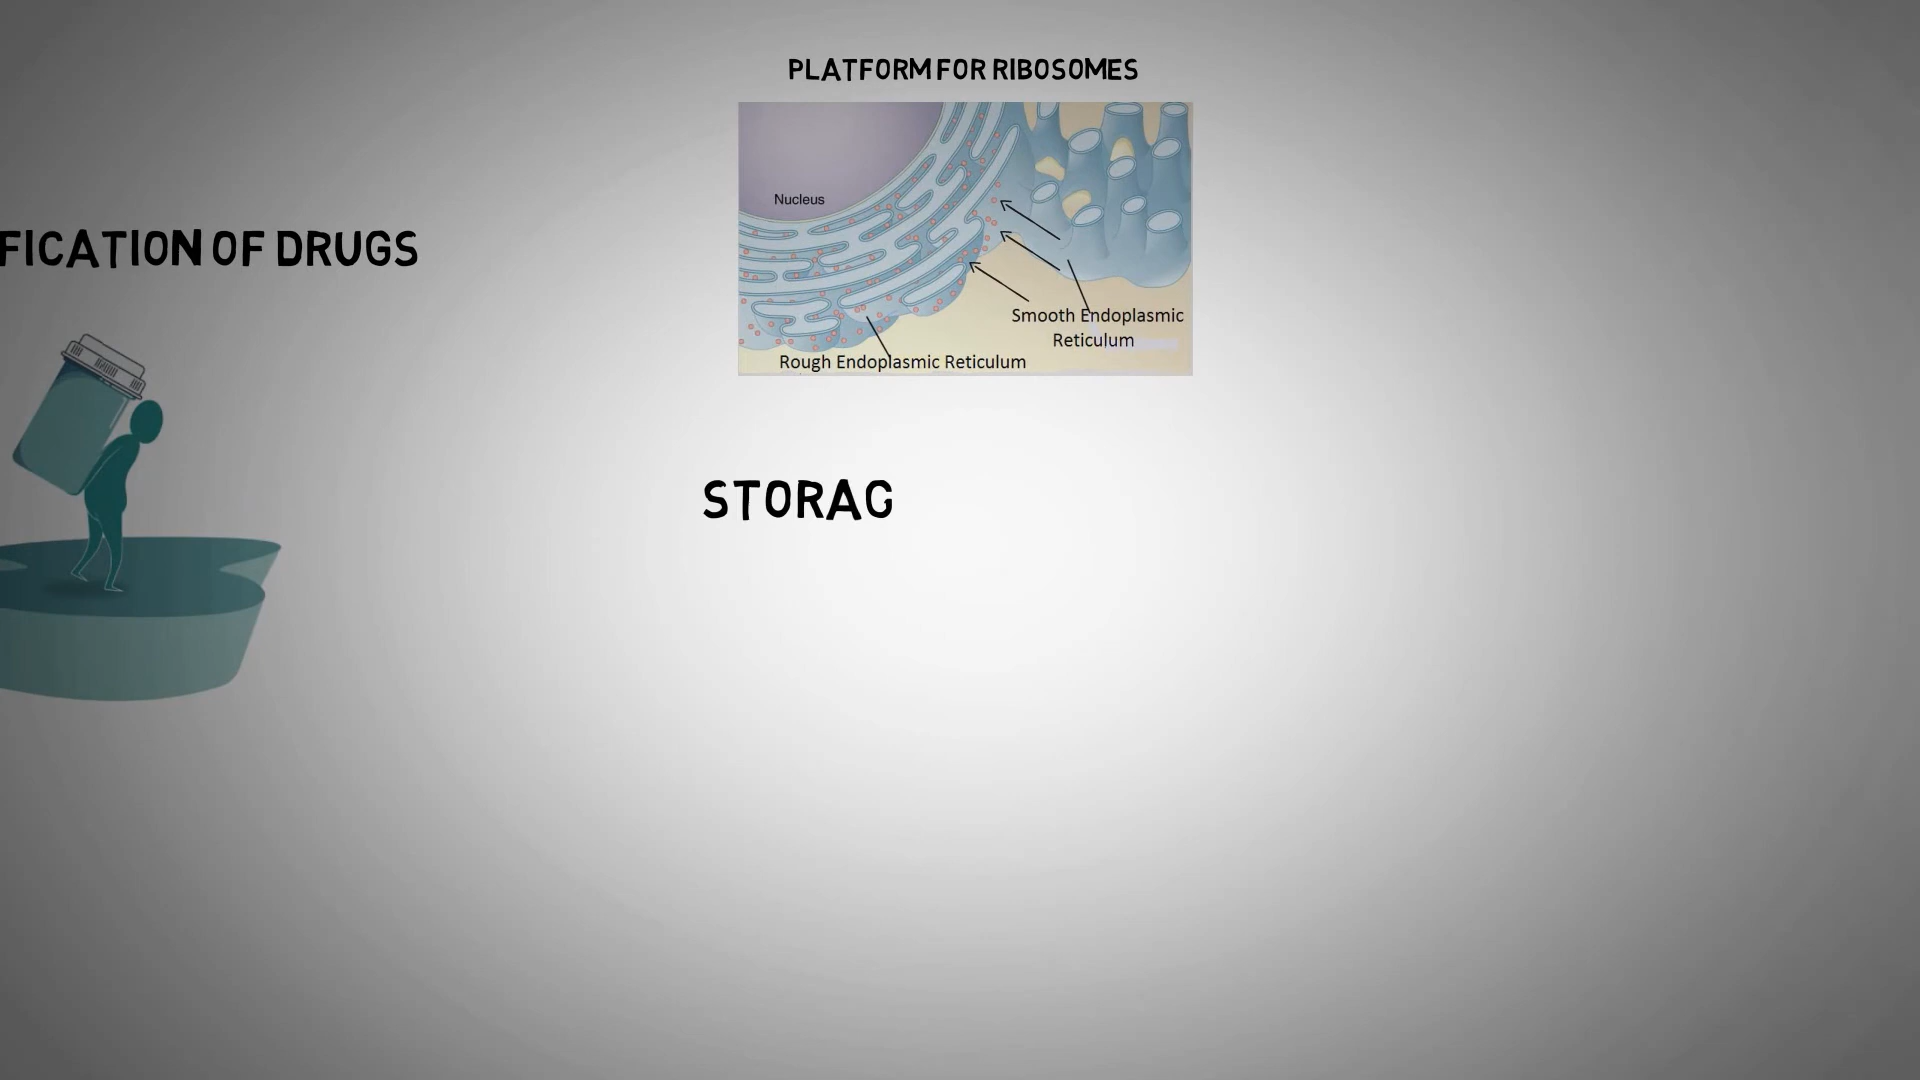 PLATFORM FOR RIBOSOMES
Nucleus
FICATION OF DRUGS
Smooth Endoplasmic
Reticulum
Rough Endoplasmic Reticulum
STORAG